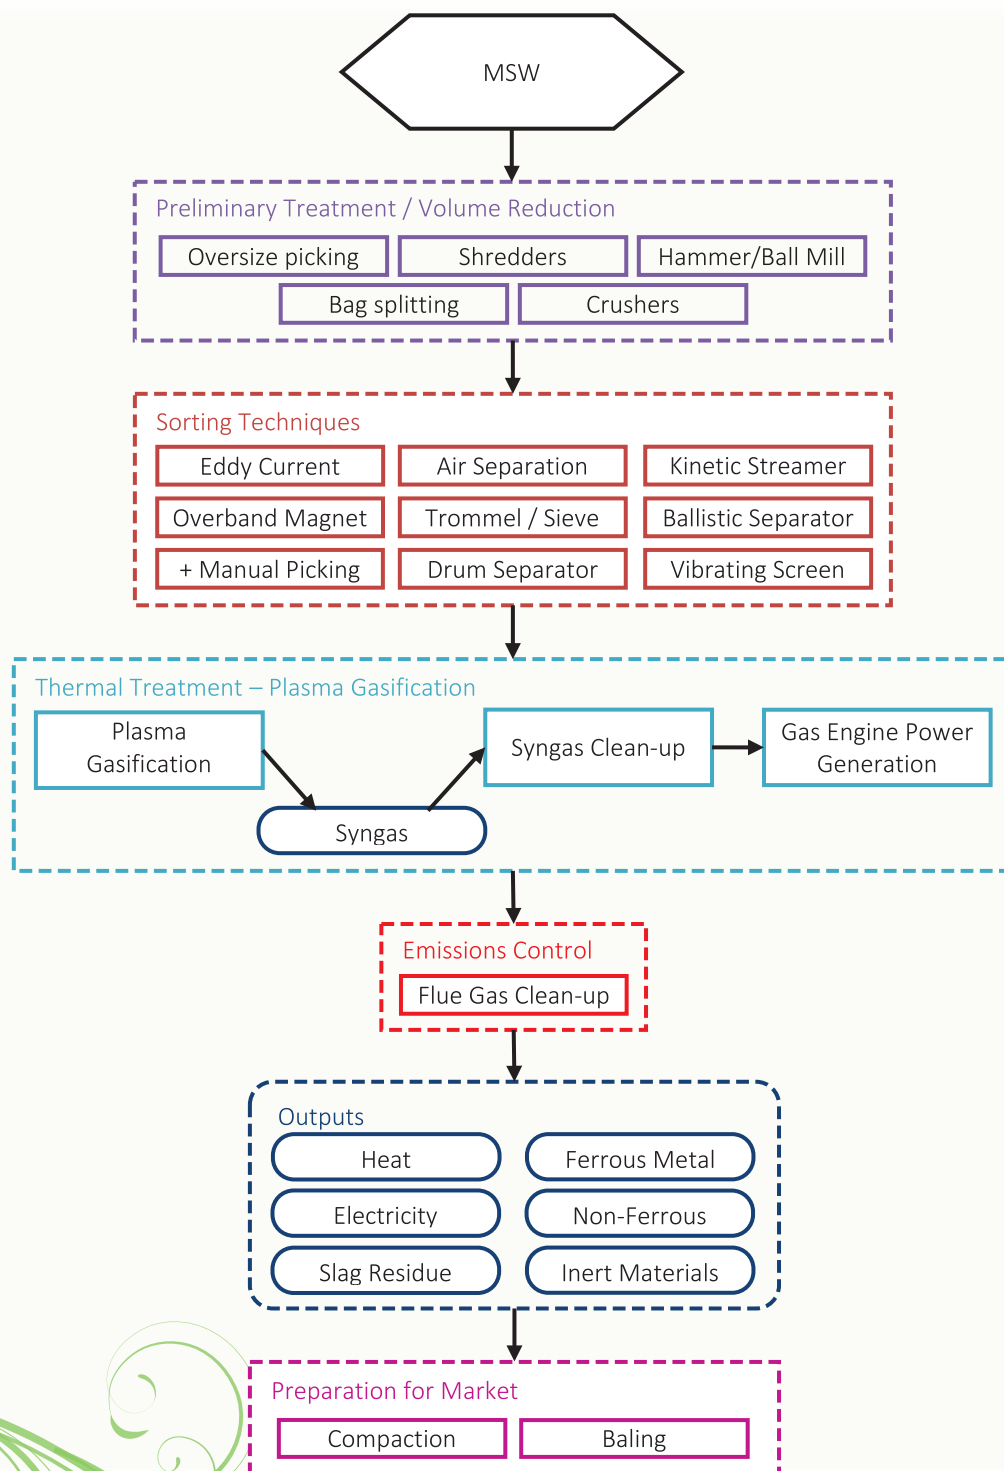 MSW
Preliminary Treatment / Volume Reduction
Oversize picking
Shredders
Hammer/Ball Mill
Bag splitting
Crushers
Sorting Techniques
Eddy Current
Air Separation
Kinetic Streamer
Overband Magnet
Trommel / Sieve
Ballistic Separator
+ Manual Picking
Drum Separator
Vibrating Screen
Thermal Treatment – Plasma Gasification
Plasma
Gasification
Syngas
Syngas Clean-up
Gas Engine Power
Generation
Emissions Control
Flue Gas Clean-up
Outputs
Heat
Ferrous Metal
Electricity
Non-Ferrous
Slag Residue
Inert Materials
Preparation for Market
Compaction
Baling